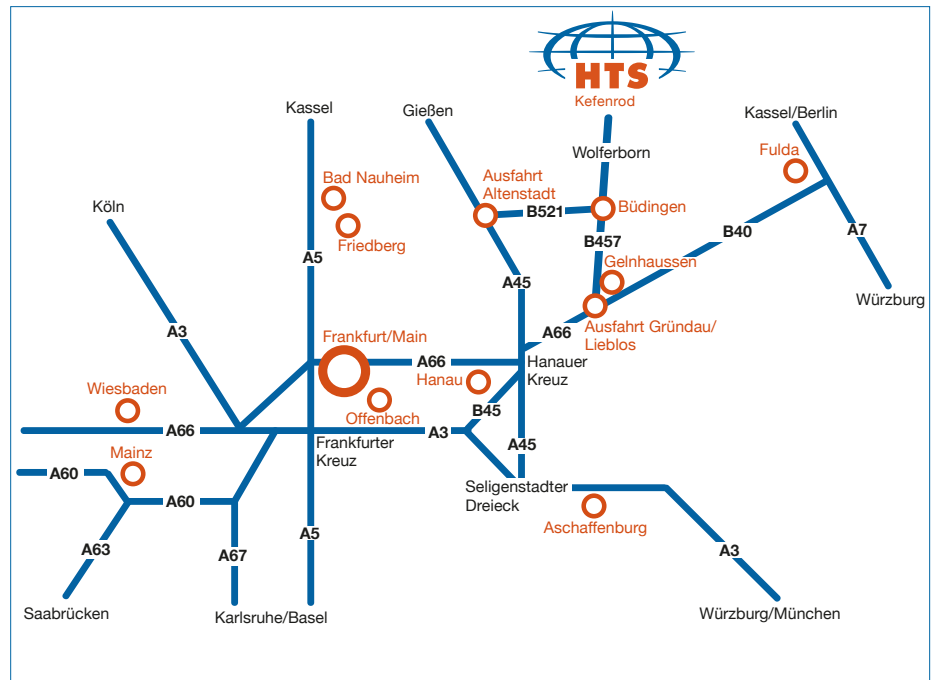 HTS
Kefenrod
Kassel
Gießen
Kassel/Berlin
Wolferborn
Fulda
Bad Nauheim
Ausfahrt
Altenstadt
Köln
B521
Büdingen
Friedberg
B457
B40
A7
A5
Gelnhaussen
A45
Würzburg
A3
Frankfurt/Main
A66
Ausfahrt Gründau/
Lieblos
A66
Hanauer
Kreuz
Wiesbaden
Hanau
Offenbach
B45
A66
A3
Frankfurter
Kreuz
A45
Mainz
A60
Seligenstadter
Dreieck
A60
Aschaffenburg
A5
A63
A67
A3
Saabrücken
Karlsruhe/Basel
Würzburg/München